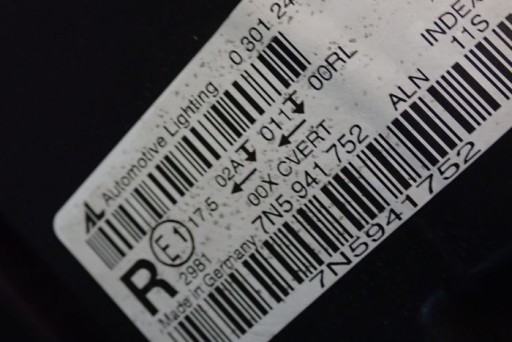 AL Automotive Lighting 0 301 24
R E1 17.5 02A 011 00RL
2981 00X CVERT INDEX
Made in Germany 7N5 941 752 ALN 11S
7N5941752